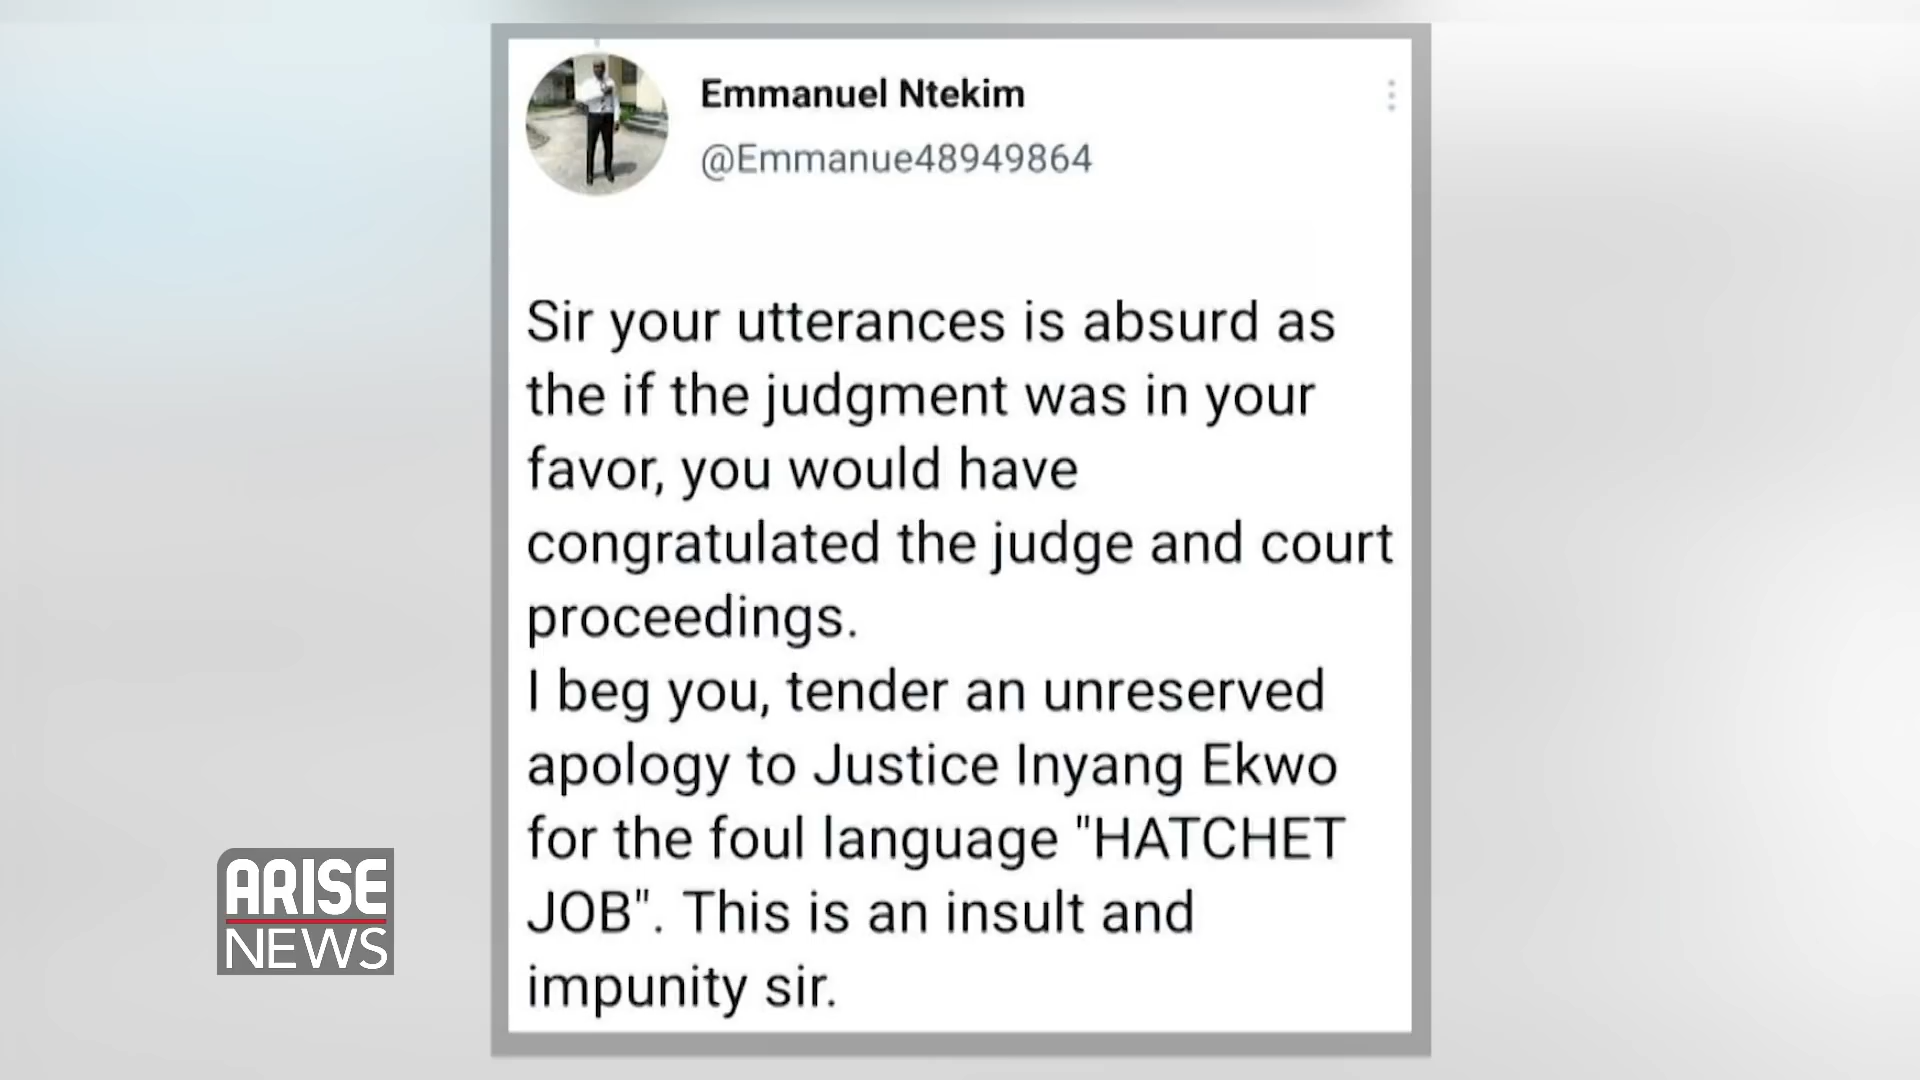 Emmanuel Ntekim
@Emmanue48949864
Sir your utterances is absurd as
the if the judgment was in your
favor, you would have
congratulated the judge and court
proceedings.
I beg you, tender an unreserved
apology to Justice Inyang Ekwo
for the foul language "HATCHET
JOB". This is an insult and
impunity sir.
ARISE
NEWS